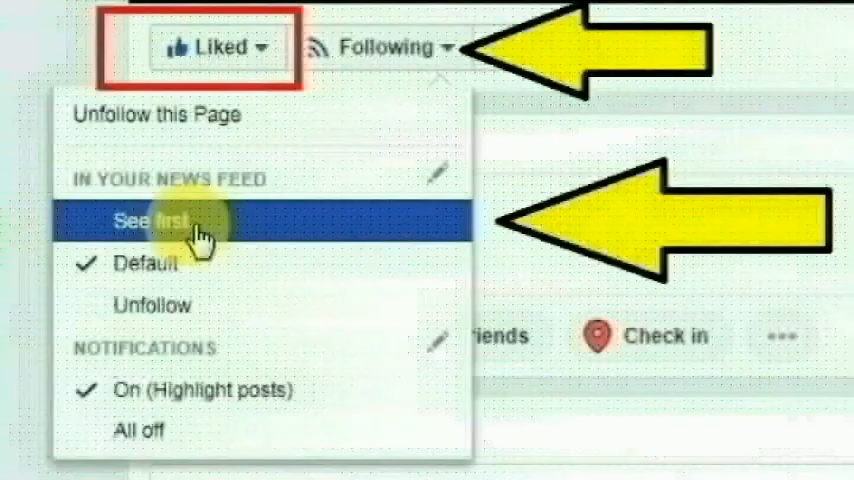 Liked Following
Unfollow this Page
IN YOUR NEWS FEED
See first
Default
Unfollow
riends Check in
NOTIFICATIONS
On (Highlight posts)
All off